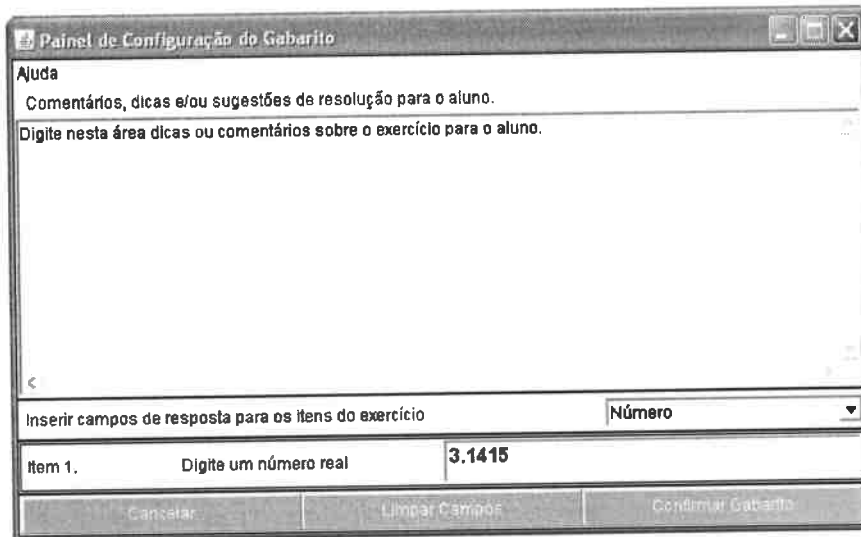 Painel de Configuração do Gabarito
Ajuda
Comentários, dicas e/ou sugestões de resolução para o aluno.
Digite nesta área dicas ou comentários sobre o exercício para o aluno.
Inserir campos de resposta para os itens do exercício Número
Item 1. Digite um número real 3.1415
Cancelar Limpar Campos Confirmar Gabarito